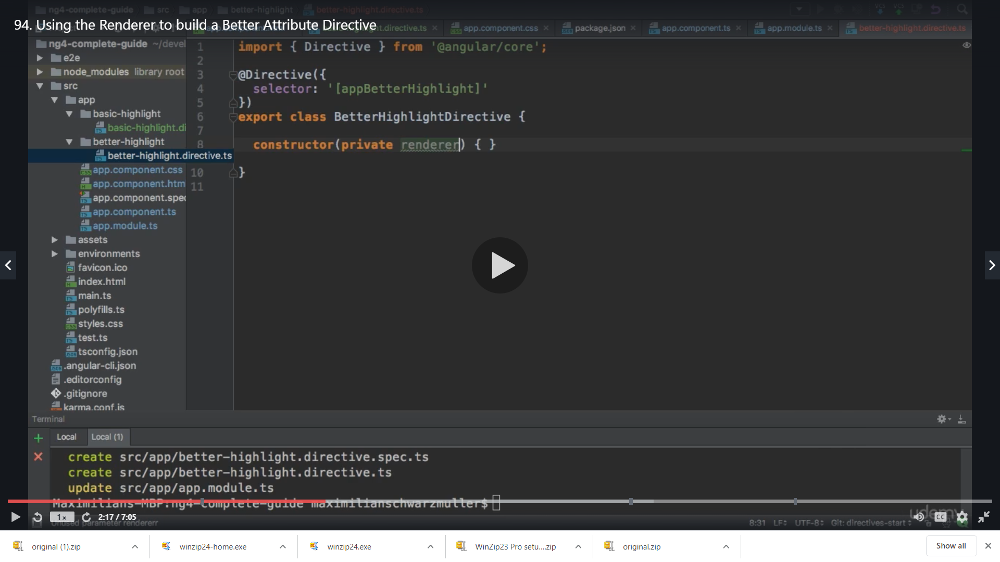 ng4-complete-guide src app better-highlight better-highlight.directive.ts
94. Using the Renderer to build a Better Attribute Directive
directive.ts app.component.css package.json app.component.ts app.module.ts better-highlight.directive.ts
ng4-complete-guide ~/devel
e2e
node_modules library root
src
app
basic-highlight
basic-highlight.di
better-highlight
better-highlight.directive.ts
app.component.css
app.component.htm
app.component.spec
app.component.ts
app.module.ts
assets
environments
favicon.ico
index.html
main.ts
polyfills.ts
styles.css
test.ts
tsconfig.json
.angular-cli.json
.editorconfig
.gitignore
karma.conf.js
1 import { Directive } from '@angular/core';
2
3 @Directive({
4 selector: '[appBetterHighlight]'
5 })
6 export class BetterHighlightDirective {
7
8 constructor(private renderer) { }
10 }
11
Terminal
Local Local (1)
create src/app/better-highlight.directive.spec.ts
create src/app/better-highlight.directive.ts
update src/app/app.module.ts
Maximilians-MBP:ng4-complete-guide maximilianschwarzmuller$
1x 2:17 / 7:05 CC
udemy
Unused parameter rendererr 8:31 LF UTF-8 Git: directives-start
original (1).zip winzip24-home.exe winzip24.exe WinZip23 Pro setu....zip original.zip Show all